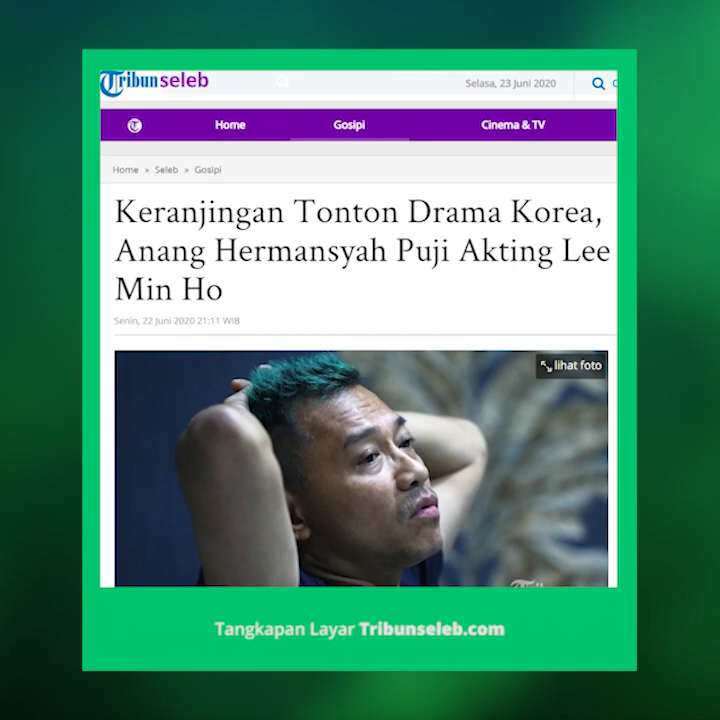 Tribunseleb
Selasa, 23 Juni 2020
Home Gosipi Cinema & TV
Home » Seleb » Gosipi
Keranjingan Tonton Drama Korea,
Anang Hermansyah Puji Akting Lee
Min Ho
Senin, 22 Juni 2020 21:11 WIB
lihat foto
Tangkapan Layar Tribunseleb.com